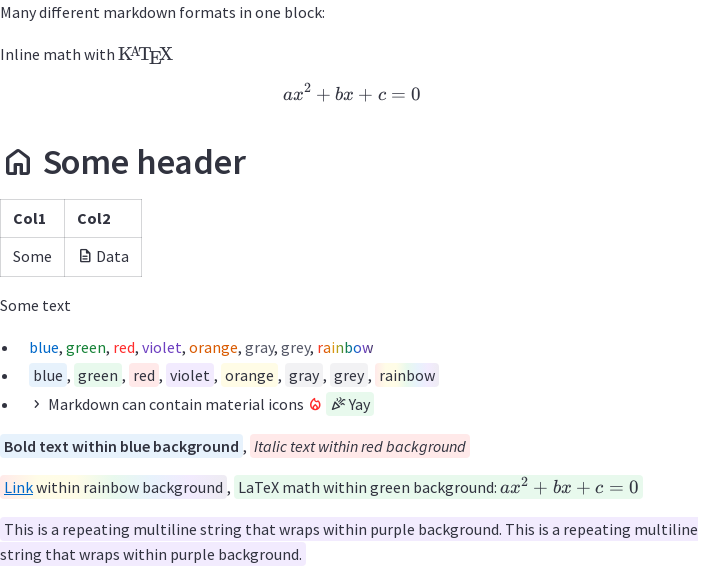 Many different markdown formats in one block:
Inline math with KATEX
ax² + bx + c = 0
Some header
Col1 Col2
Some Data
Some text
• blue, green, red, violet, orange, gray, grey, rainbow
• blue , green , red , violet , orange , gray , grey , rainbow
• > Markdown can contain material icons Yay
Bold text within blue background , Italic text within red background
Link within rainbow background , LaTeX math within green background: ax² + bx + c = 0
This is a repeating multiline string that wraps within purple background. This is a repeating multiline
string that wraps within purple background.